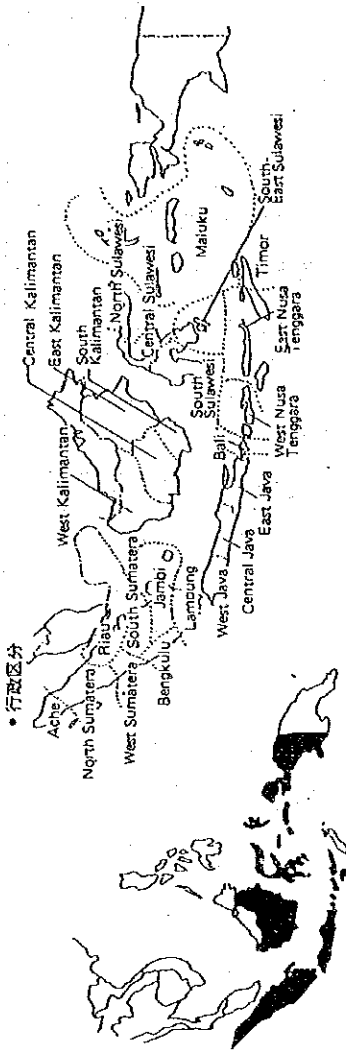 • 行政区分
Ache
North Sumatera
Riau
West Sumatera
South Sumatera
Jambi
Bengkulu
Lampung
West Kalimantan
Central Kalimantan
East Kalimantan
South
Kalimantan
North Sulawesi
Central Sulawesi
South
Sulawesi
Maluku
South-
East Sulawesi
West Java
Central Java
East Java
Bali
West Nusa
Tenggara
East Nusa
Tenggara
Timor